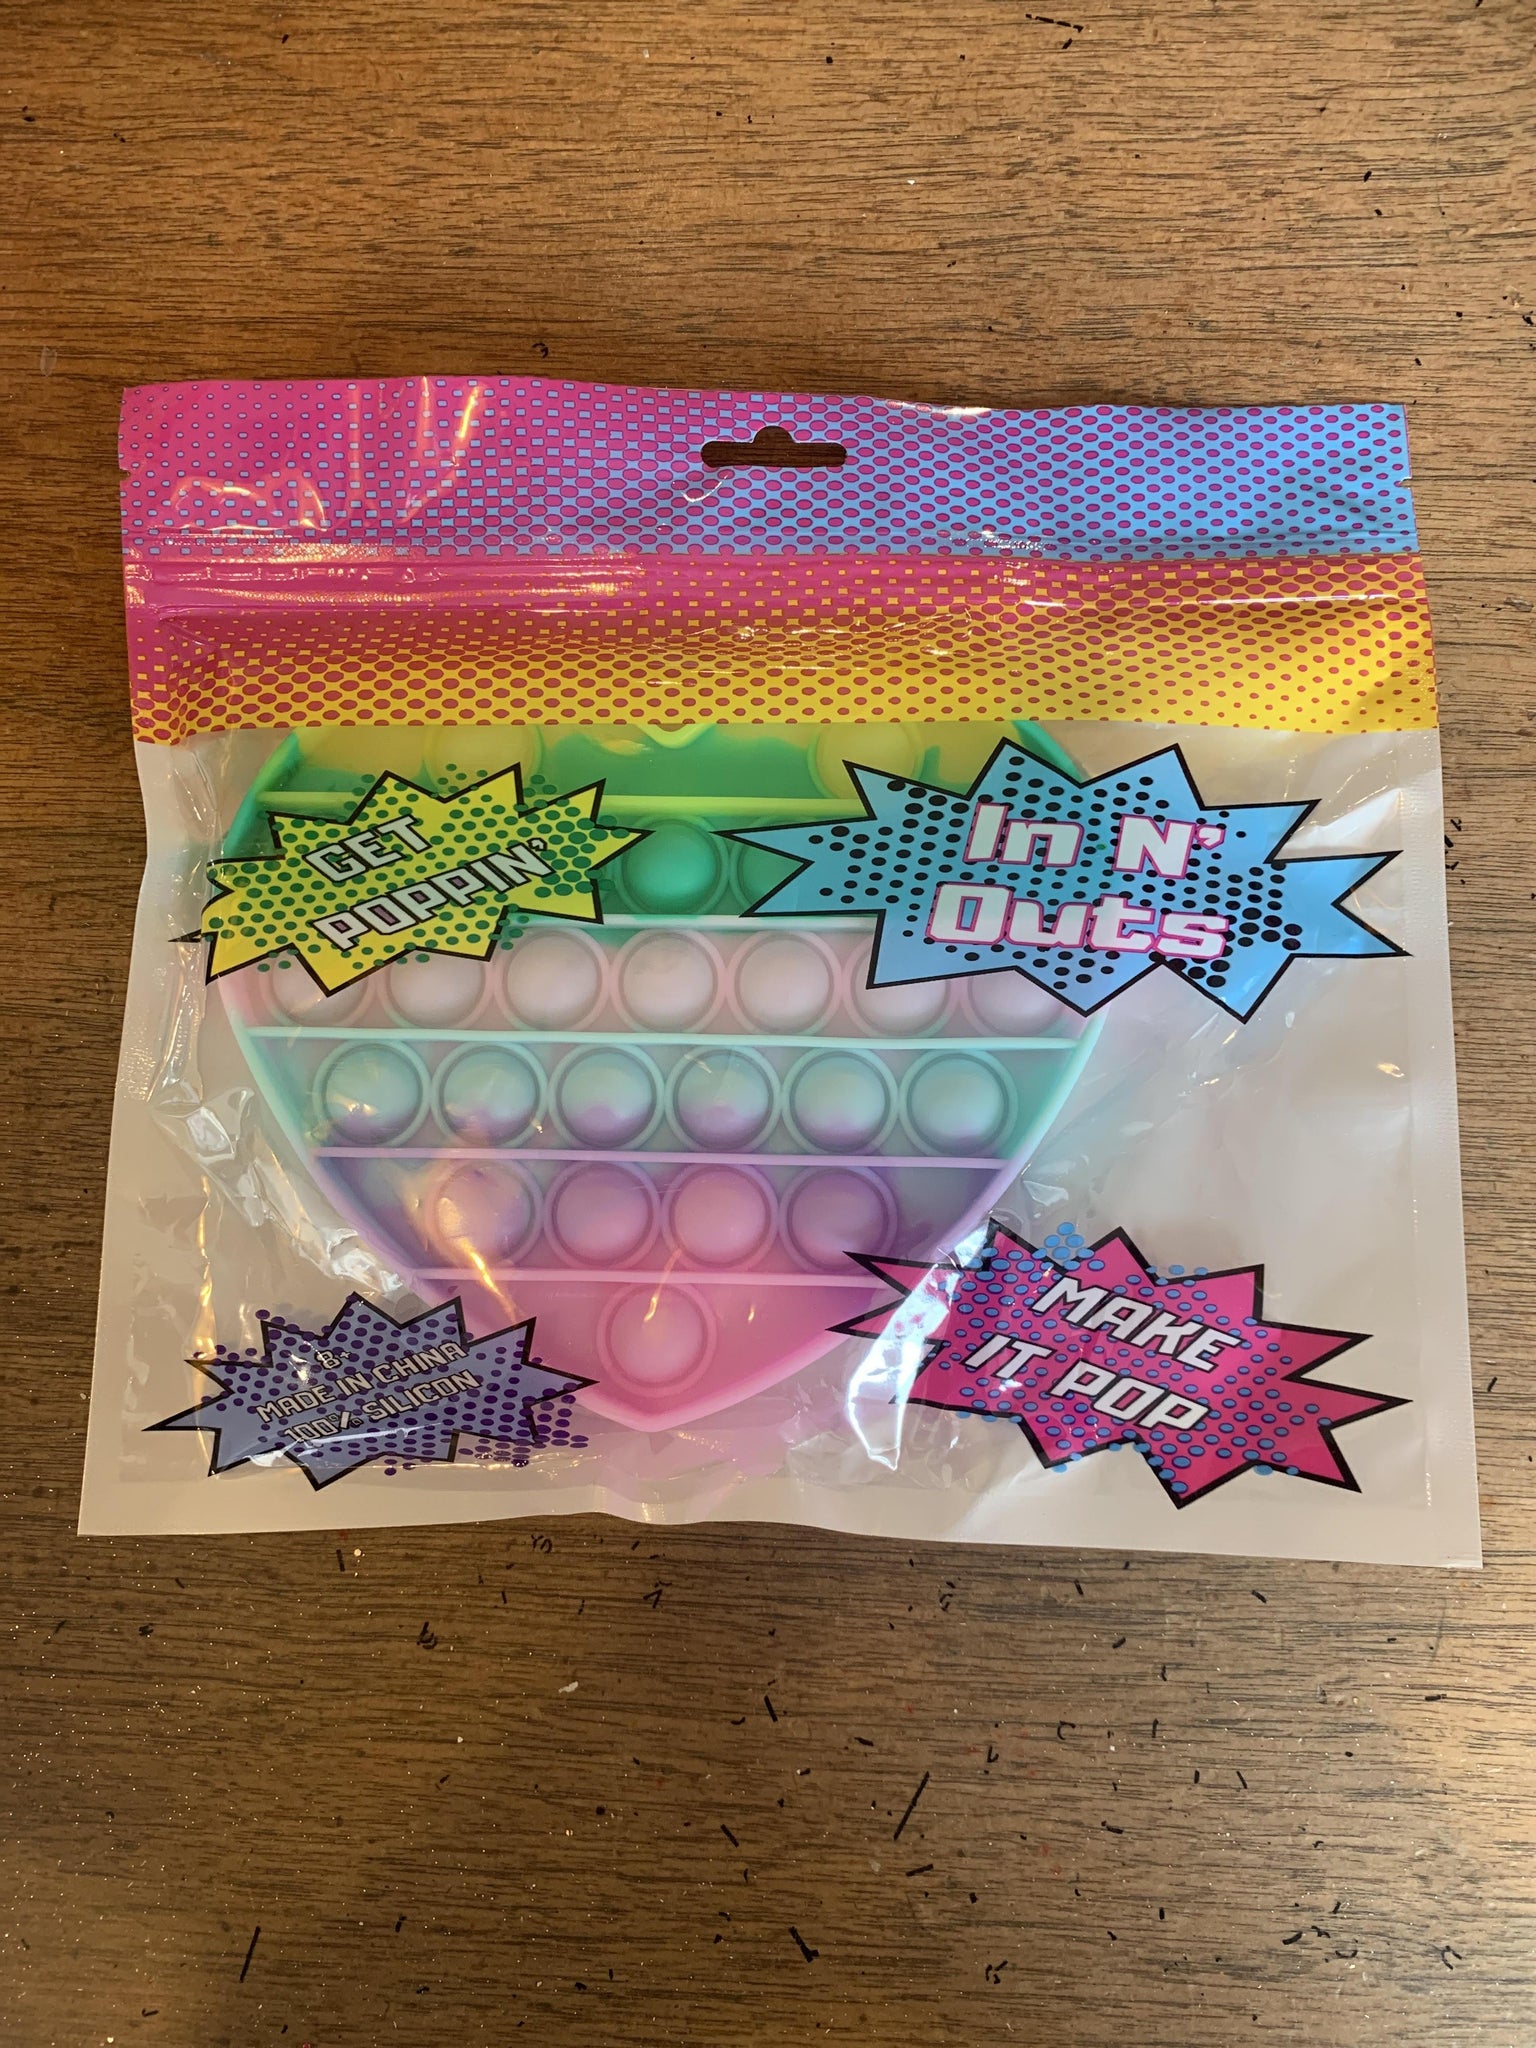 GET
POPPIN'
In N'
Outs
8+
MADE IN CHINA
100% SILICON
MAKE
IT POP